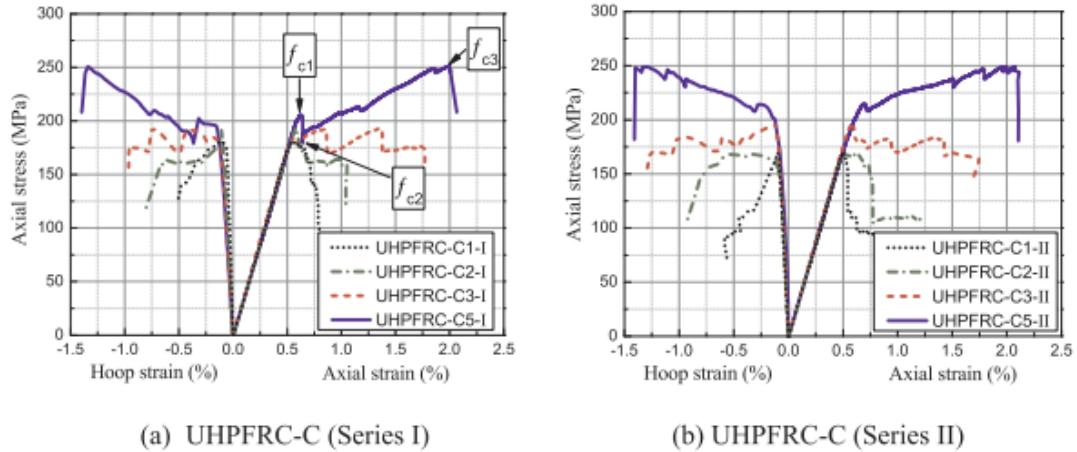 300
250
200
150
100
50
0
Axial stress (MPa)
f c1
f c3
f c2
UHPFRC-C1-I
UHPFRC-C2-I
UHPFRC-C3-I
UHPFRC-C5-I
-1.5 -1.0 -0.5 0.0 0.5 1.0 1.5 2.0 2.5
Hoop strain (%) Axial strain (%)
(a) UHPFRC-C (Series I)
300
250
200
150
100
50
0
Axial stress (MPa)
UHPFRC-C1-II
UHPFRC-C2-II
UHPFRC-C3-II
UHPFRC-C5-II
-1.5 -1.0 -0.5 0.0 0.5 1.0 1.5 2.0 2.5
Hoop strain (%) Axial strain (%)
(b) UHPFRC-C (Series II)